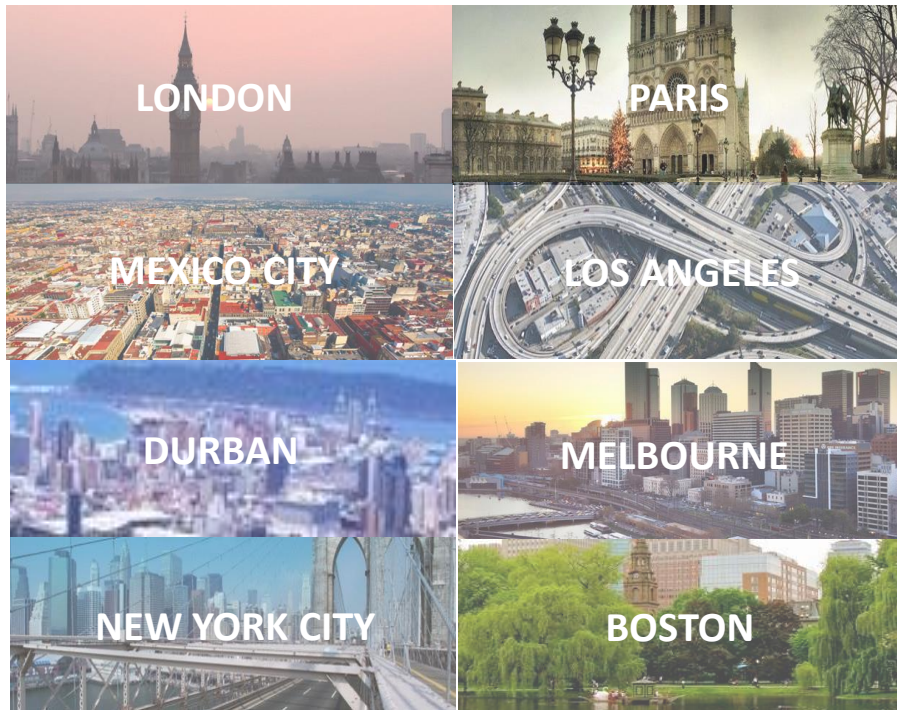 LONDON
PARIS
MEXICO CITY
LOS ANGELES
DURBAN
MELBOURNE
NEW YORK CITY
BOSTON